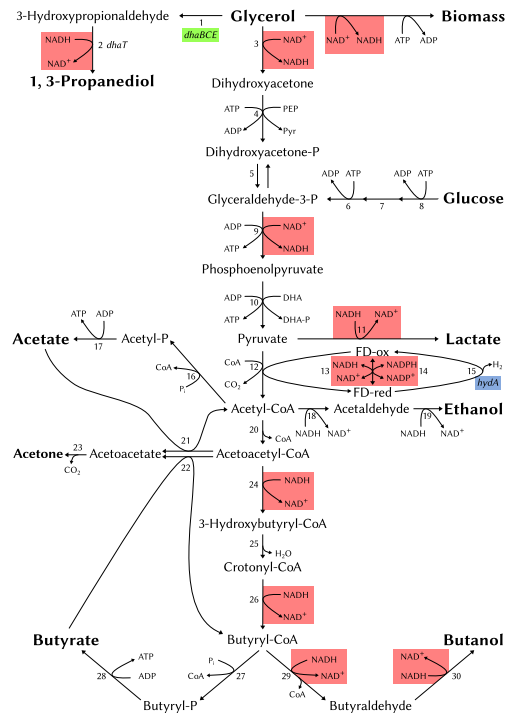 3-Hydroxypropionaldehyde 1 Glycerol Biomass
dhaBCE
NADH 2 dhaT 3 NAD+ NAD+ NADH ATP ADP
NAD+ NADH
1, 3-Propanediol Dihydroxyacetone
ATP PEP
4
ADP Pyr
Dihydroxyacetone-P
5 ADP ATP ADP ATP
Glyceraldehyde-3-P Glucose
6 7 8
ADP NAD+
9
ATP NADH
Phosphoenolpyruvate
ADP DHA
10
ATP DHA-P
ATP ADP NADH NAD+
11
Acetate Acetyl-P Pyruvate Lactate
17
FD-ox
CoA CoA 12 13 NADH NADPH 14 15 H2
16 CO2 NAD+ NADP+ hydA
Pi FD-red
Acetyl-CoA Acetaldehyde Ethanol
18 19
20 NADH NAD+ NADH NAD+
CoA
21
Acetone 23 Acetoacetate Acetoacetyl-CoA
CO2 22
NADH
24
NAD+
3-Hydroxybutyryl-CoA
25
H2O
Crotonyl-CoA
NADH
26
NAD+
Butyrate Butyryl-CoA Butanol
ATP Pi NADH NAD+
28 ADP CoA 27 29 NAD+ NADH 30
CoA
Butyryl-P Butyraldehyde